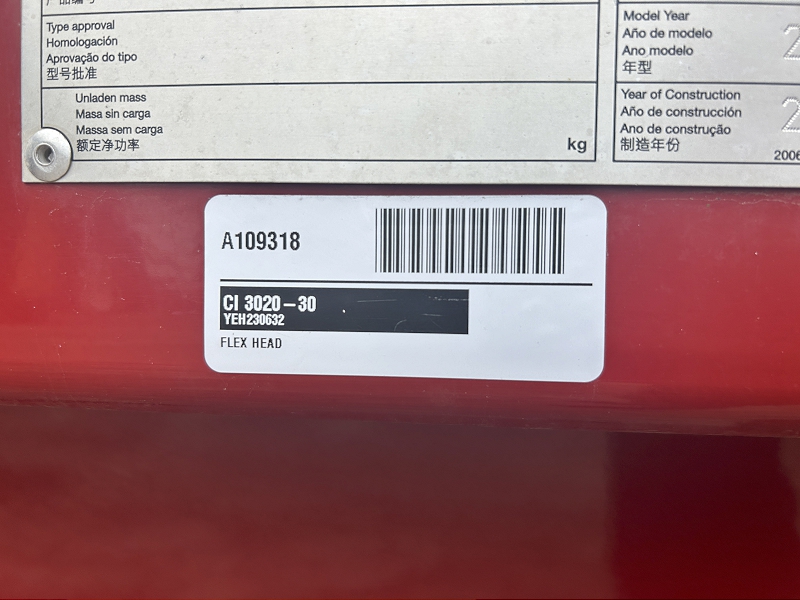 Type approval
Homologación
Aprovação do tipo
型号批准
Unladen mass
Masa sin carga
Massa sem carga
额定净功率
kg
Model Year
Año de modelo
Ano modelo
年型
2
Year of Construction
Año de construcción
Ano de construção
制造年份
2
2006
A109318
CI 3020-30
YEH230632
FLEX HEAD